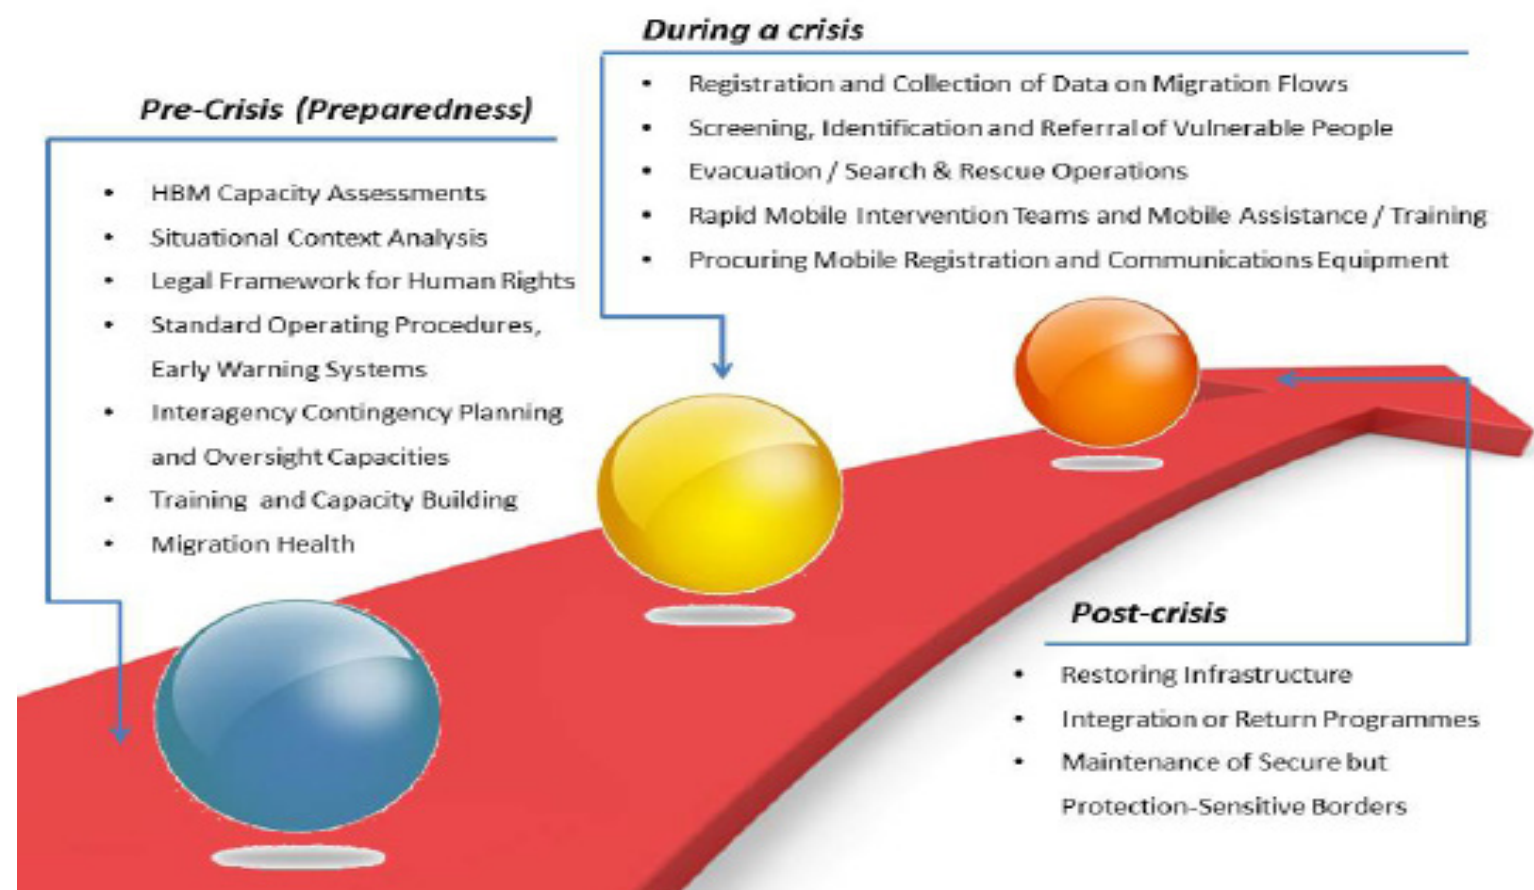 Pre-Crisis (Preparedness)
• HBM Capacity Assessments
• Situational Context Analysis
• Legal Framework for Human Rights
• Standard Operating Procedures,
Early Warning Systems
• Interagency Contingency Planning
and Oversight Capacities
• Training and Capacity Building
• Migration Health
During a crisis
• Registration and Collection of Data on Migration Flows
• Screening, Identification and Referral of Vulnerable People
• Evacuation / Search & Rescue Operations
• Rapid Mobile Intervention Teams and Mobile Assistance / Training
• Procuring Mobile Registration and Communications Equipment
Post-crisis
• Restoring Infrastructure
• Integration or Return Programmes
• Maintenance of Secure but
Protection-Sensitive Borders